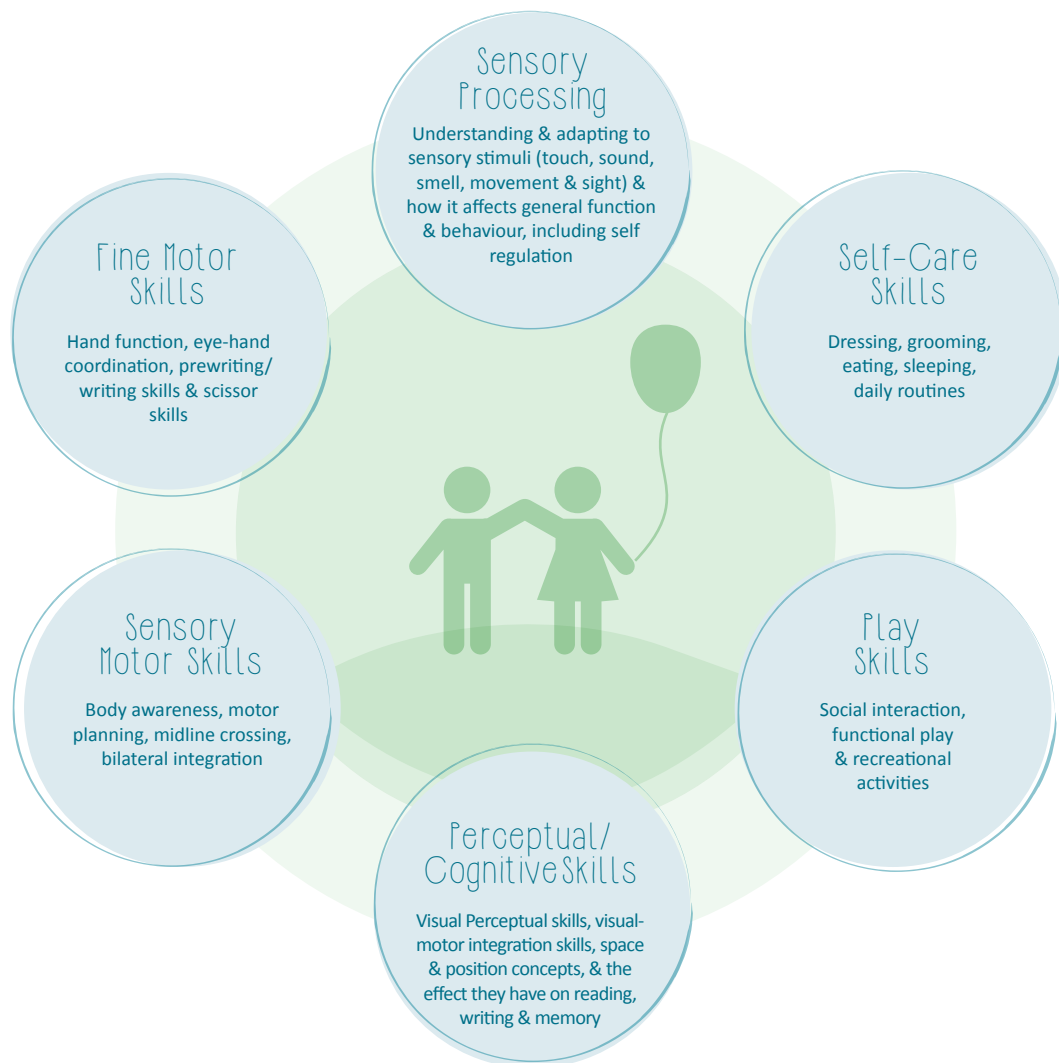 Sensory
Processing
Understanding & adapting to
sensory stimuli (touch, sound,
smell, movement & sight) &
how it affects general function
& behaviour, including self
regulation
Self-Care
Skills
Dressing, grooming,
eating, sleeping,
daily routines
Play
Skills
Social interaction,
functional play
& recreational
activities
Perceptual/
Cognitive Skills
Visual Perceptual skills, visual-
motor integration skills, space
& position concepts, & the
effect they have on reading,
writing & memory
Sensory
Motor Skills
Body awareness, motor
planning, midline crossing,
bilateral integration
Fine Motor
Skills
Hand function, eye-hand
coordination, prewriting/
writing skills & scissor
skills